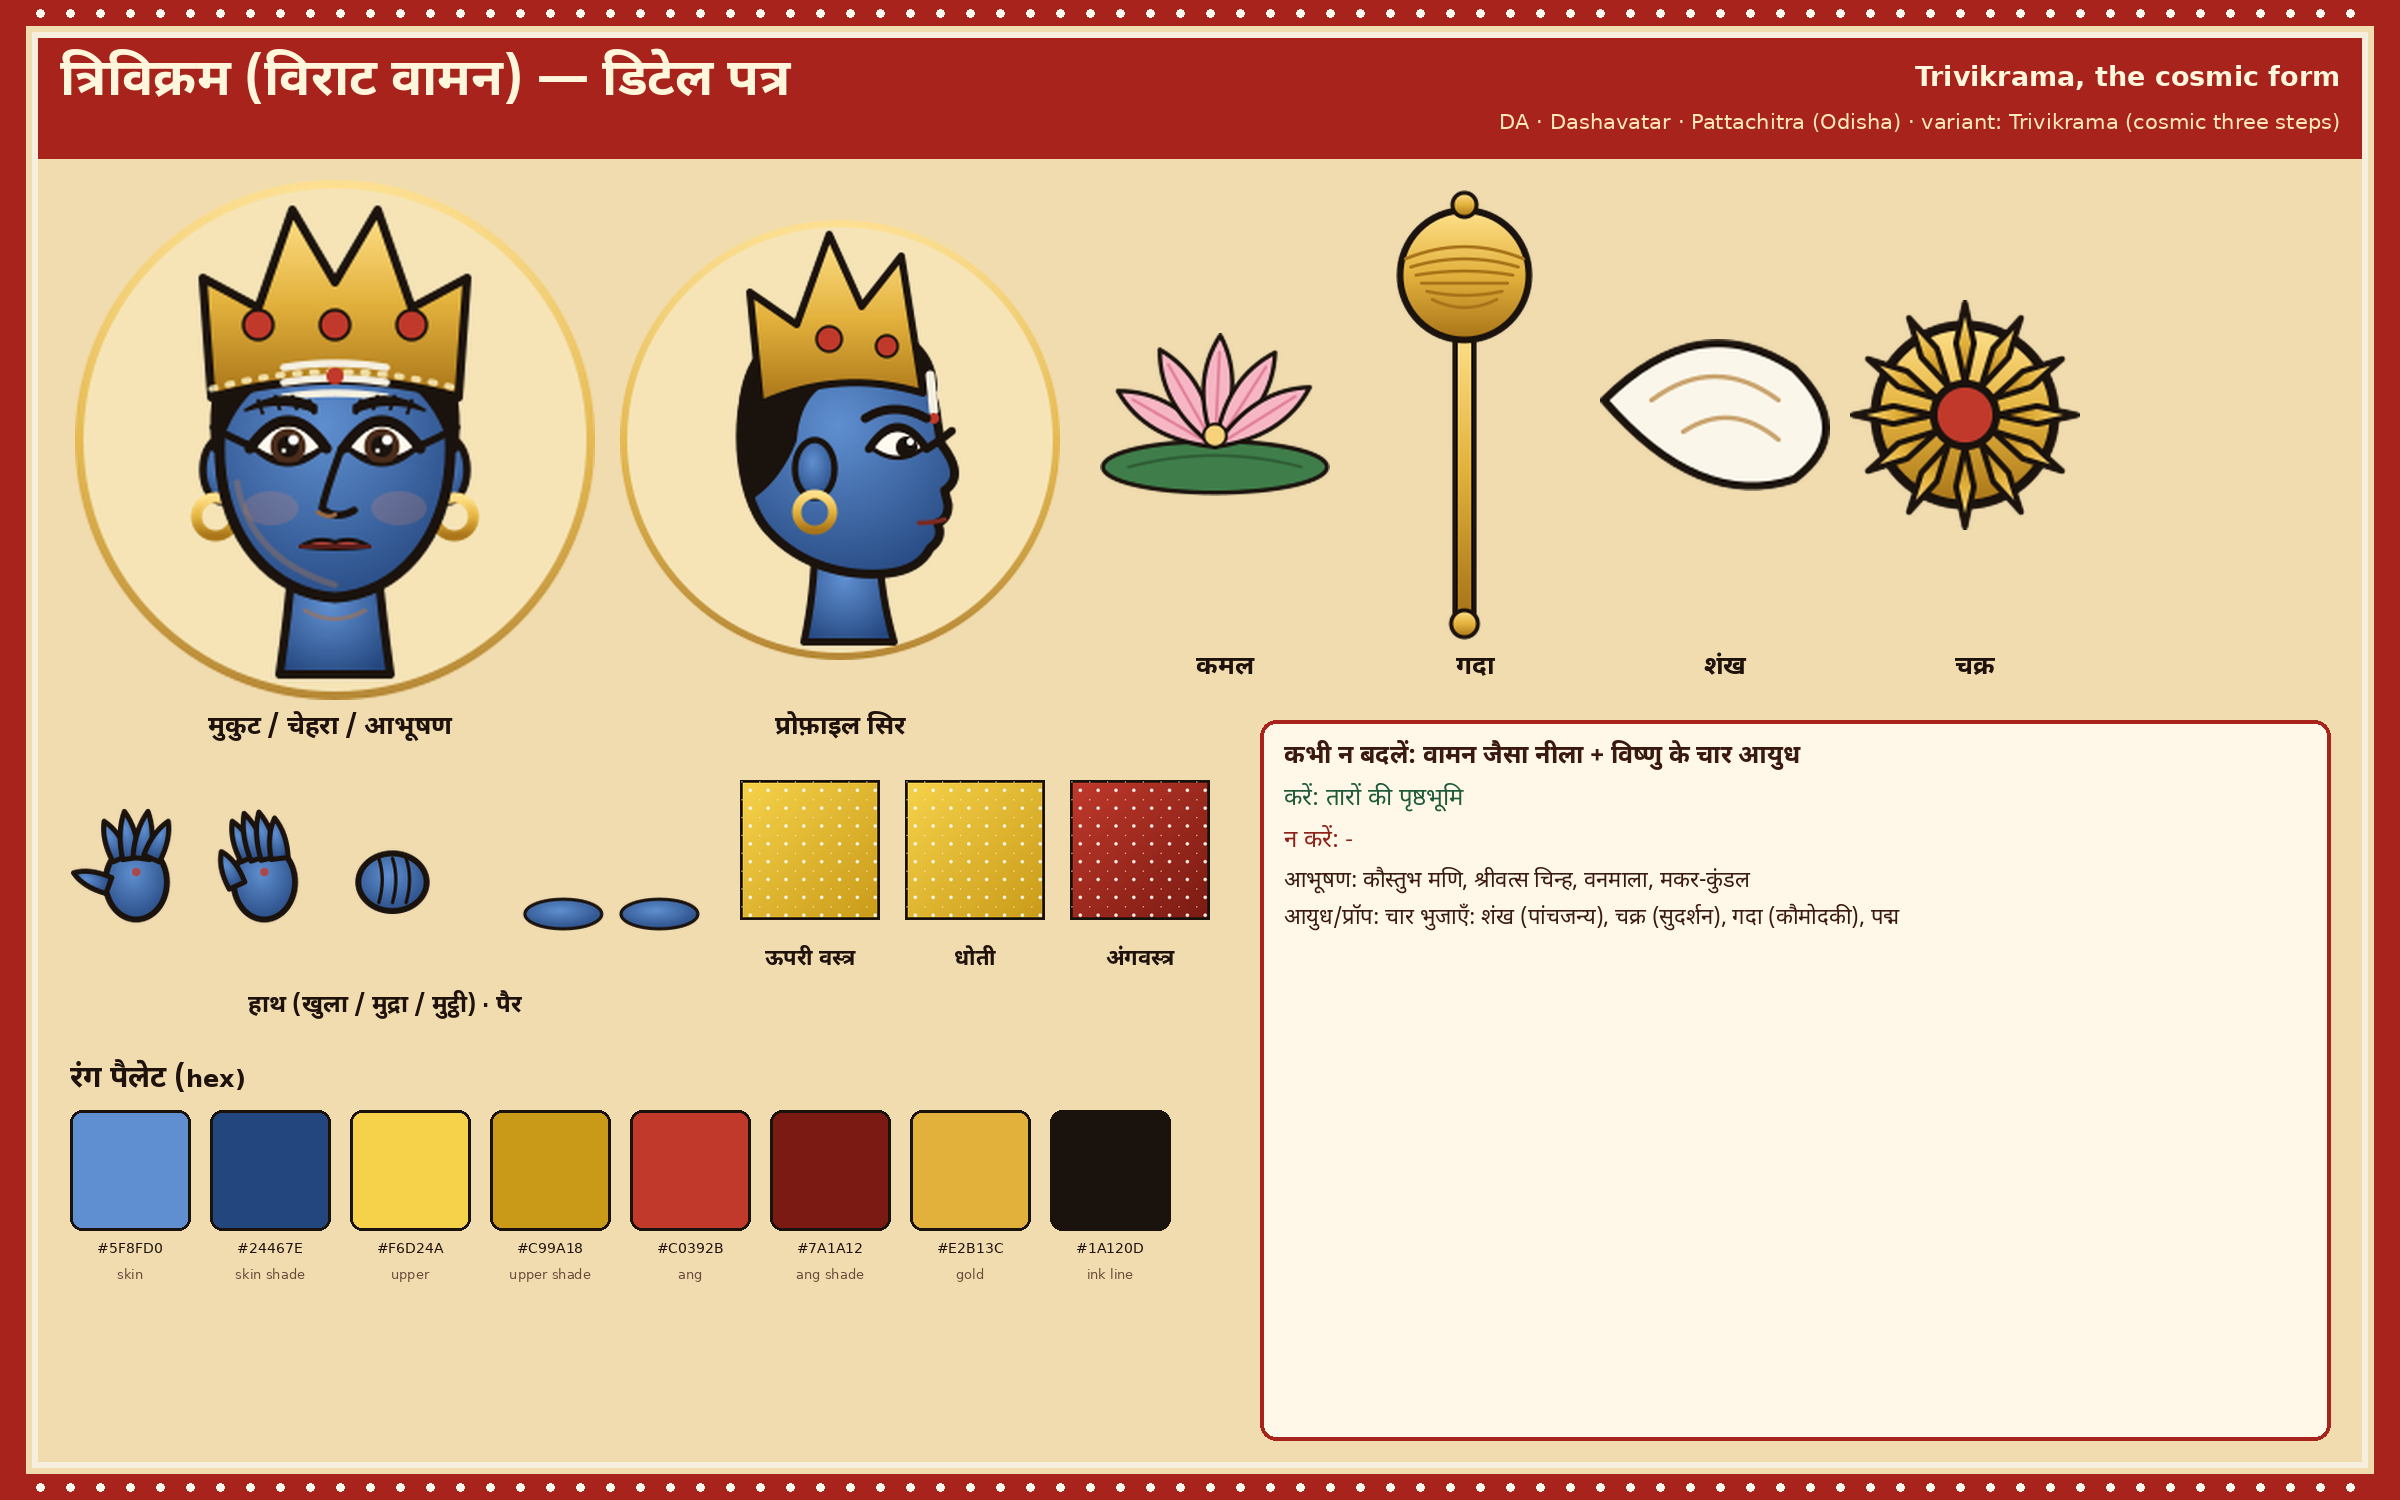 त्रिविक्रम (विराट वामन) — डिटेल पत्र
Trivikrama, the cosmic form
DA · Dashavatar · Pattachitra (Odisha) · variant: Trivikrama (cosmic three steps)
कमल
गदा
शंख
चक्र
मुकुट / चेहरा / आभूषण
प्रोफ़ाइल सिर
कभी न बदलें: वामन जैसा नीला + विष्णु के चार आयुध
करें: तारों की पृष्ठभूमि
न करें: -
आभूषण: कौस्तुभ मणि, श्रीवत्स चिन्ह, वनमाला, मकर-कुंडल
आयुध/प्रॉप: चार भुजाएँ: शंख (पांचजन्य), चक्र (सुदर्शन), गदा (कौमोदकी), पद्म
ऊपरी वस्त्र
धोती
अंगवस्त्र
हाथ (खुला / मुद्रा / मुट्ठी) · पैर
रंग पैलेट (hex)
#5F8FD0
#24467E
#F6D24A
#C99A18
#C0392B
#7A1A12
#E2B13C
#1A120D
skin
skin shade
upper
upper shade
ang
ang shade
gold
ink line